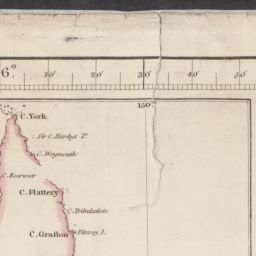 6°. 10' 20' 30' 40' 50'
150°
C. York
Sir C. Hardys Is.
C. Weymouth
C. Keerweer
C. Flattery
C. Tribulation
C. Grafton
Fitzroy I.